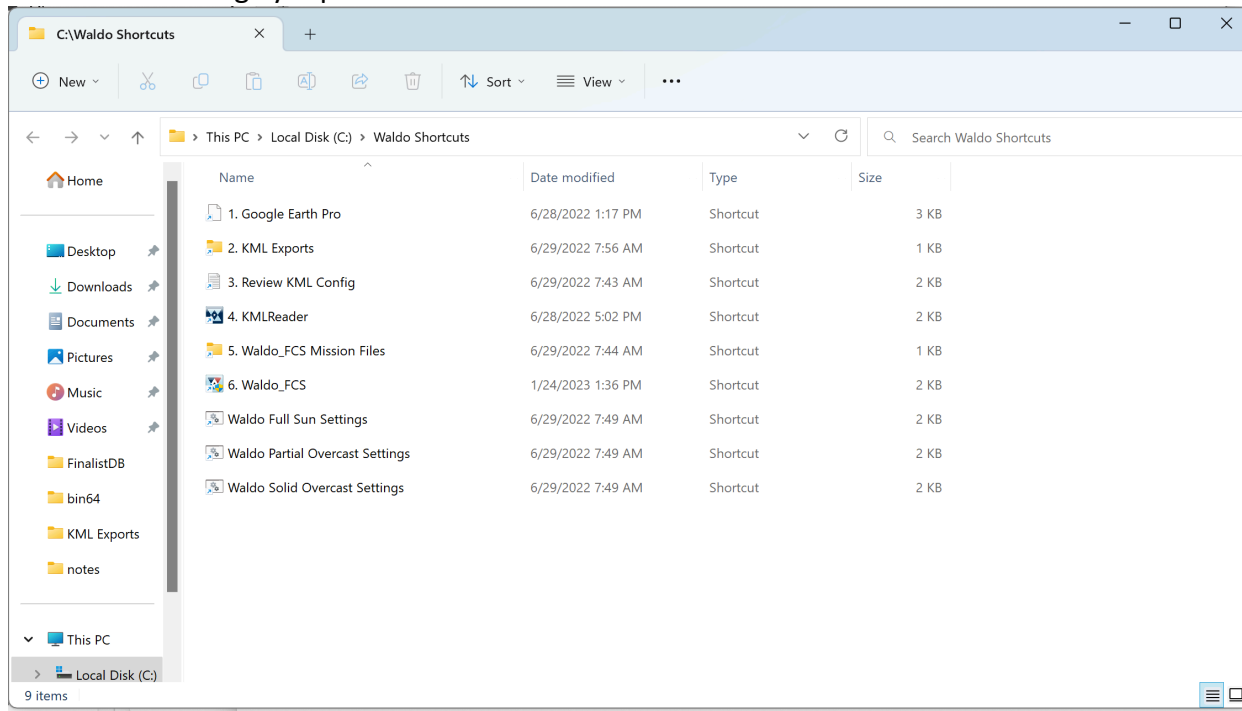 C:\Waldo Shortcuts
New
Sort
View
This PC > Local Disk (C:) > Waldo Shortcuts
Search Waldo Shortcuts
Home
Desktop
Downloads
Documents
Pictures
Music
Videos
FinalistDB
bin64
KML Exports
notes
This PC
Local Disk (C:)
Name Date modified Type Size
1. Google Earth Pro 6/28/2022 1:17 PM Shortcut 3 KB
2. KML Exports 6/29/2022 7:56 AM Shortcut 1 KB
3. Review KML Config 6/29/2022 7:43 AM Shortcut 2 KB
4. KMLReader 6/28/2022 5:02 PM Shortcut 2 KB
5. Waldo_FCS Mission Files 6/29/2022 7:44 AM Shortcut 1 KB
6. Waldo_FCS 1/24/2023 1:36 PM Shortcut 2 KB
Waldo Full Sun Settings 6/29/2022 7:49 AM Shortcut 2 KB
Waldo Partial Overcast Settings 6/29/2022 7:49 AM Shortcut 2 KB
Waldo Solid Overcast Settings 6/29/2022 7:49 AM Shortcut 2 KB
9 items